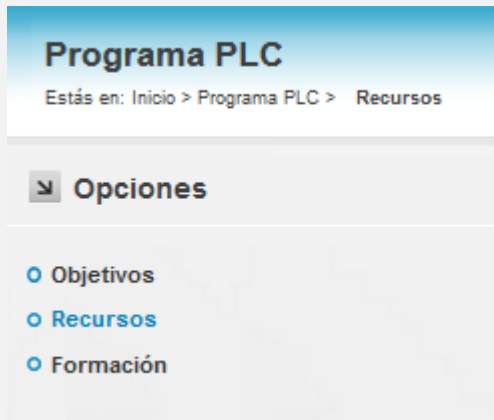 Programa PLC
Estás en: Inicio > Programa PLC > Recursos
Opciones
Objetivos
Recursos
Formación